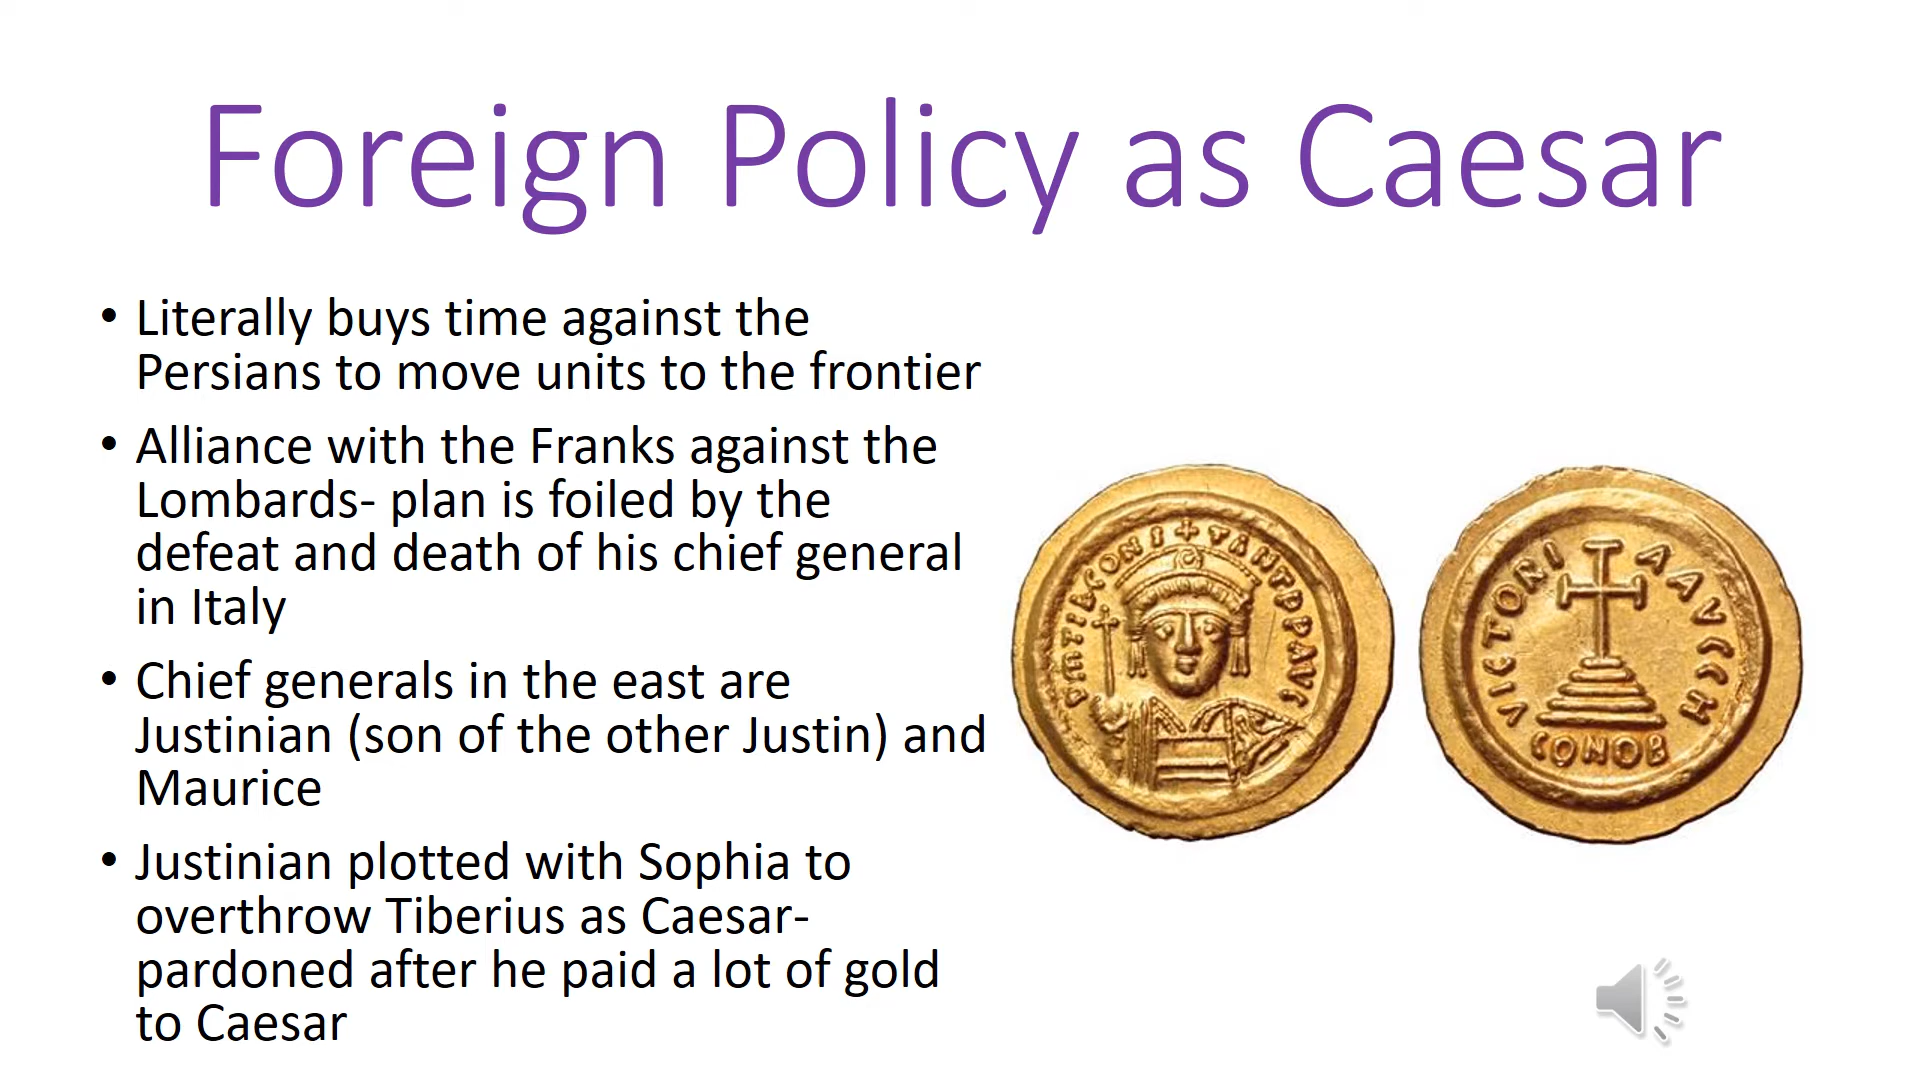 Foreign Policy as Caesar
• Literally buys time against the
Persians to move units to the frontier
• Alliance with the Franks against the
Lombards- plan is foiled by the
defeat and death of his chief general
in Italy
• Chief generals in the east are
Justinian (son of the other Justin) and
Maurice
• Justinian plotted with Sophia to
overthrow Tiberius as Caesar-
pardoned after he paid a lot of gold
to Caesar
VICTORI AAVCCH
CONOB